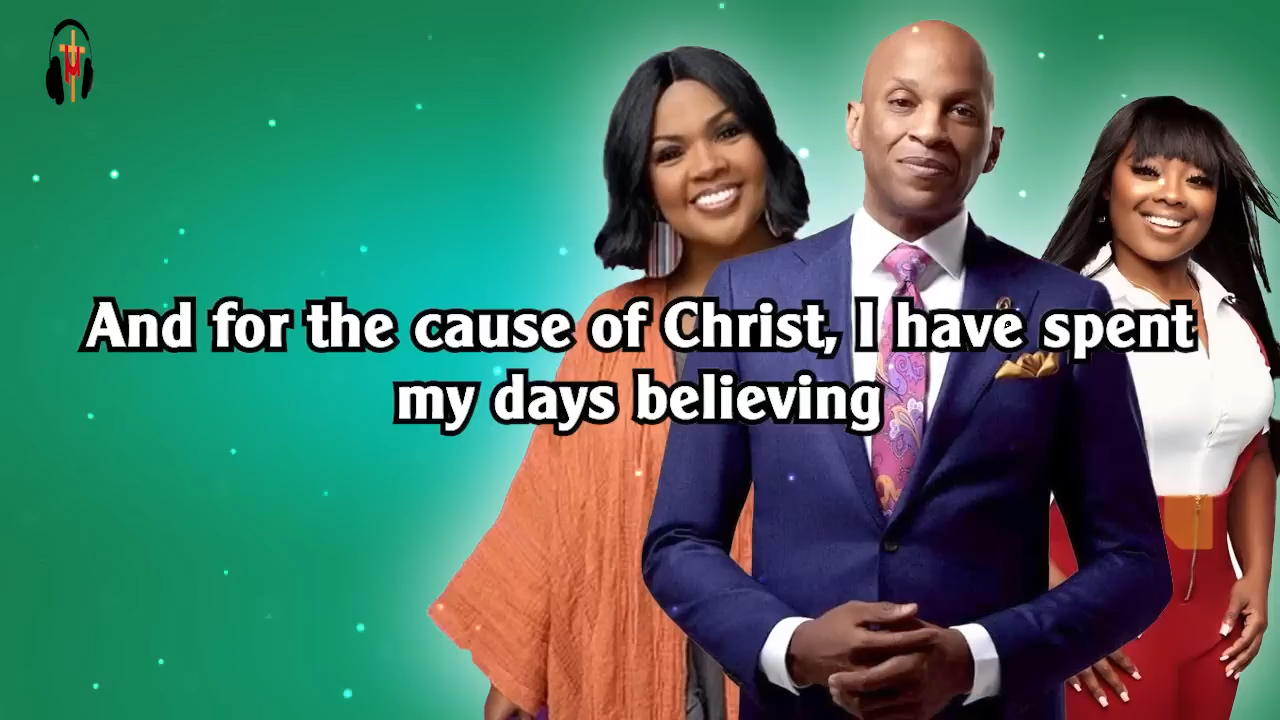 And for the cause of Christ, I have spent
my days believing